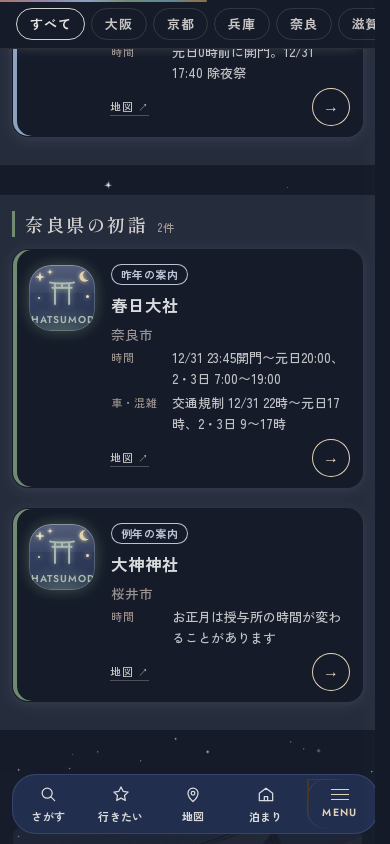 すべて 大阪 京都 兵庫 奈良 滋賀
時間 元日0時前に開門。12/31
17:40 除夜祭
地図 ↗ →
奈良県の初詣 2件
HATSUMOD
昨年の案内
春日大社
奈良市
時間 12/31 23:45開門〜元日20:00、
2・3日 7:00〜19:00
車・混雑 交通規制 12/31 22時〜元日17
時、2・3日 9〜17時
地図 ↗ →
HATSUMOD
例年の案内
大神神社
桜井市
時間 お正月は授与所の時間が変わ
ることがあります
地図 ↗ →
さがす 行きたい 地図 泊まり MENU